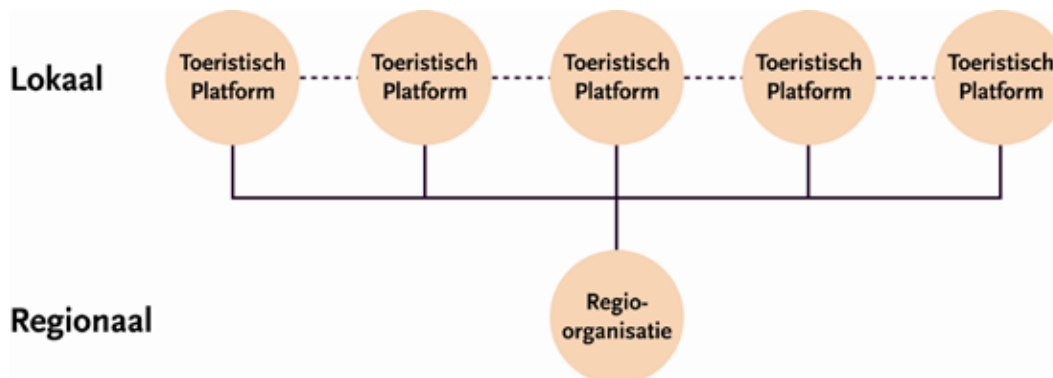 Lokaal
Toeristisch
Platform
Toeristisch
Platform
Toeristisch
Platform
Toeristisch
Platform
Toeristisch
Platform
Regionaal
Regio-
organisatie